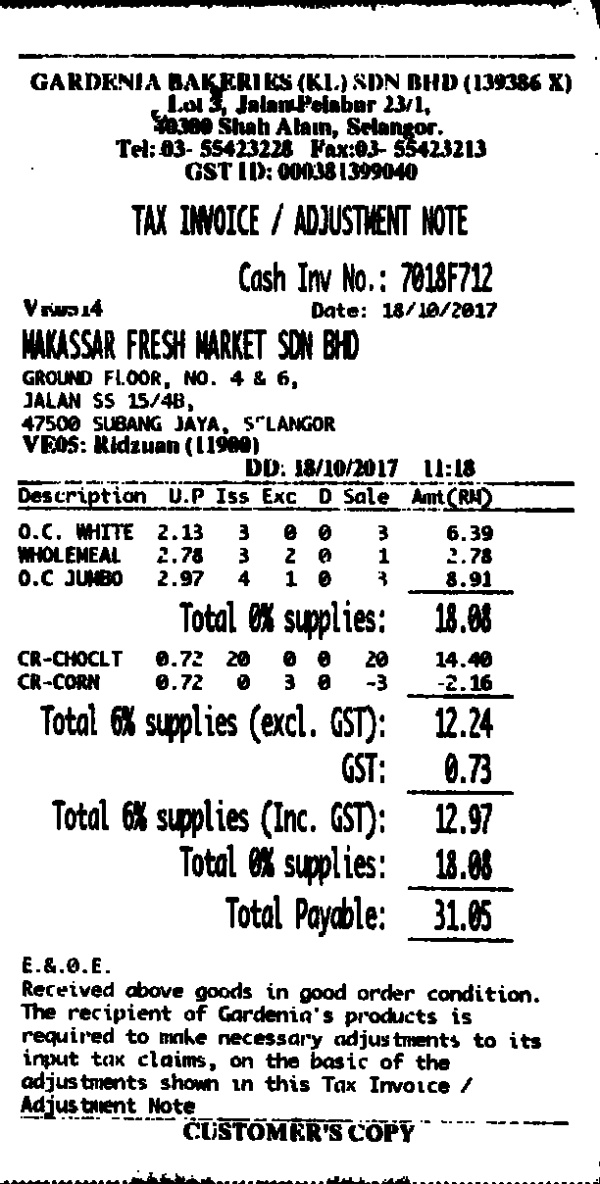 GARDENIA BAKERIES (KL) SDN BHD (139386 X)
Lot 3, Jalan Pelabur 23/1,
40300 Shah Alam, Selangor.
Tel: 03- 55423228 Fax:03- 55423213
GST ID: 000381399040
TAX INVOICE / ADJUSTMENT NOTE
Cash Inv No.: 7018F712
Date: 18/10/2017
MAKASSAR FRESH MARKET SDN BHD
GROUND FLOOR, NO. 4 & 6,
JALAN SS 15/4B,
47500 SUBANG JAYA, SELANGOR
VE05: Ridzuan (11900)
DD: 18/10/2017 11:18
Description U.P Iss Exc D Sale Amt(RM)
O.C. WHITE 2.13 3 0 0 3 6.39
WHOLEMEAL 2.78 3 2 0 1 2.78
O.C JUMBO 2.97 4 1 0 3 8.91
Total 0% supplies: 18.08
CR-CHOCLT 0.72 20 0 0 20 14.40
CR-CORN 0.72 0 3 0 -3 -2.16
Total 6% supplies (excl. GST): 12.24
GST: 0.73
Total 6% supplies (Inc. GST): 12.97
Total 0% supplies: 18.08
Total Payable: 31.05
E.&.O.E.
Received above goods in good order condition.
The recipient of Gardenia's products is
required to make necessary adjustments to its
input tax claims, on the basic of the
adjustments shown in this Tax Invoice /
Adjustment Note
CUSTOMER'S COPY